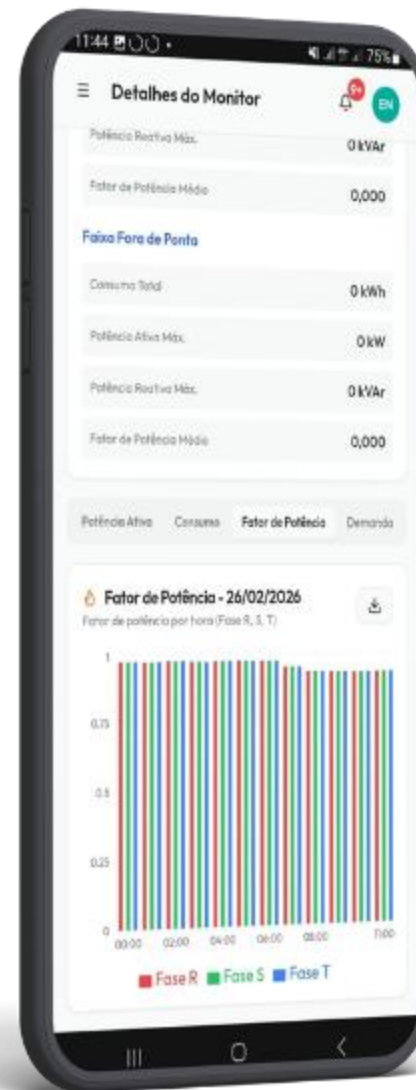 11:44
75%
Detalhes do Monitor
9+
EN
Potência Reativa Máx.
0 kVAr
Fator de Potência Médio
0,000
Faixa Fora de Ponta
Consumo Total
0 kWh
Potência Ativa Máx.
0 kW
Potência Reativa Máx.
0 kVAr
Fator de Potência Médio
0,000
Potência Ativa Consumo Fator de Potência Demanda
Fator de Potência - 26/02/2026
Fator de potência por hora (Fase R, S, T)
1
0.75
0.5
0.25
0
00:00 02:00 04:00 06:00 08:00 11:00
Fase R Fase S Fase T